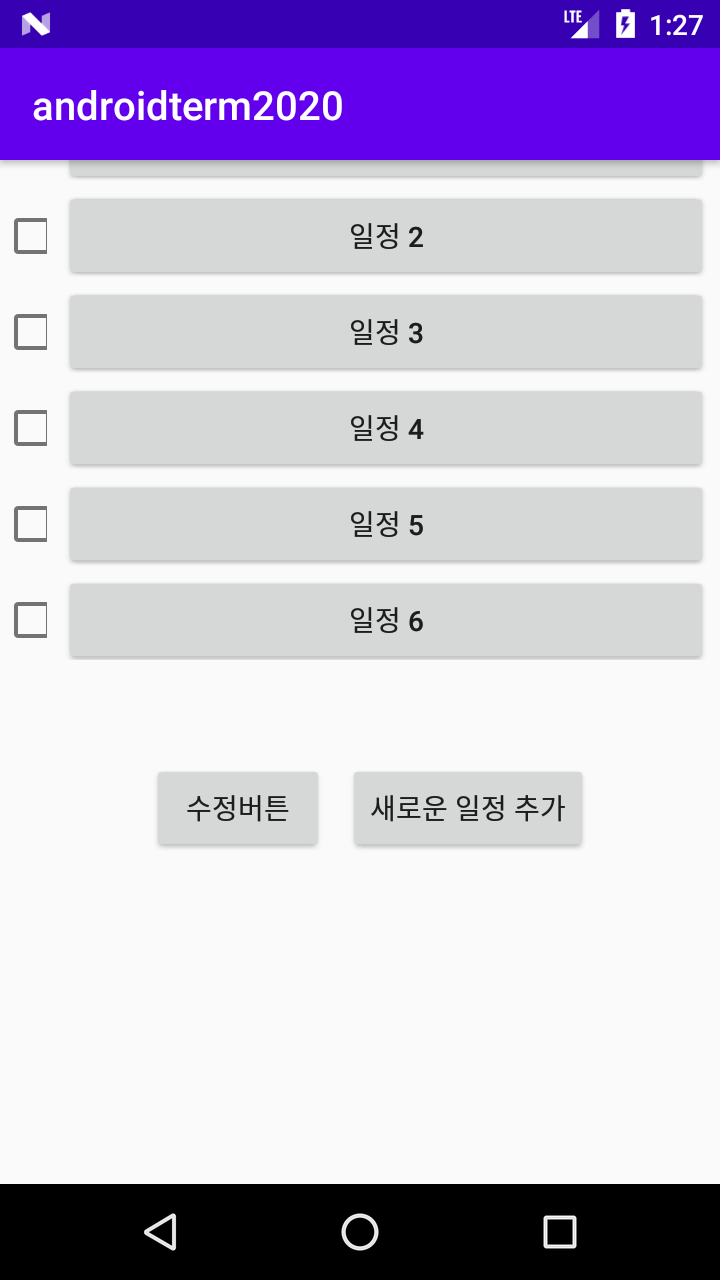 LTE 1:27
androidterm2020
일정 2
일정 3
일정 4
일정 5
일정 6
수정버튼 새로운 일정 추가